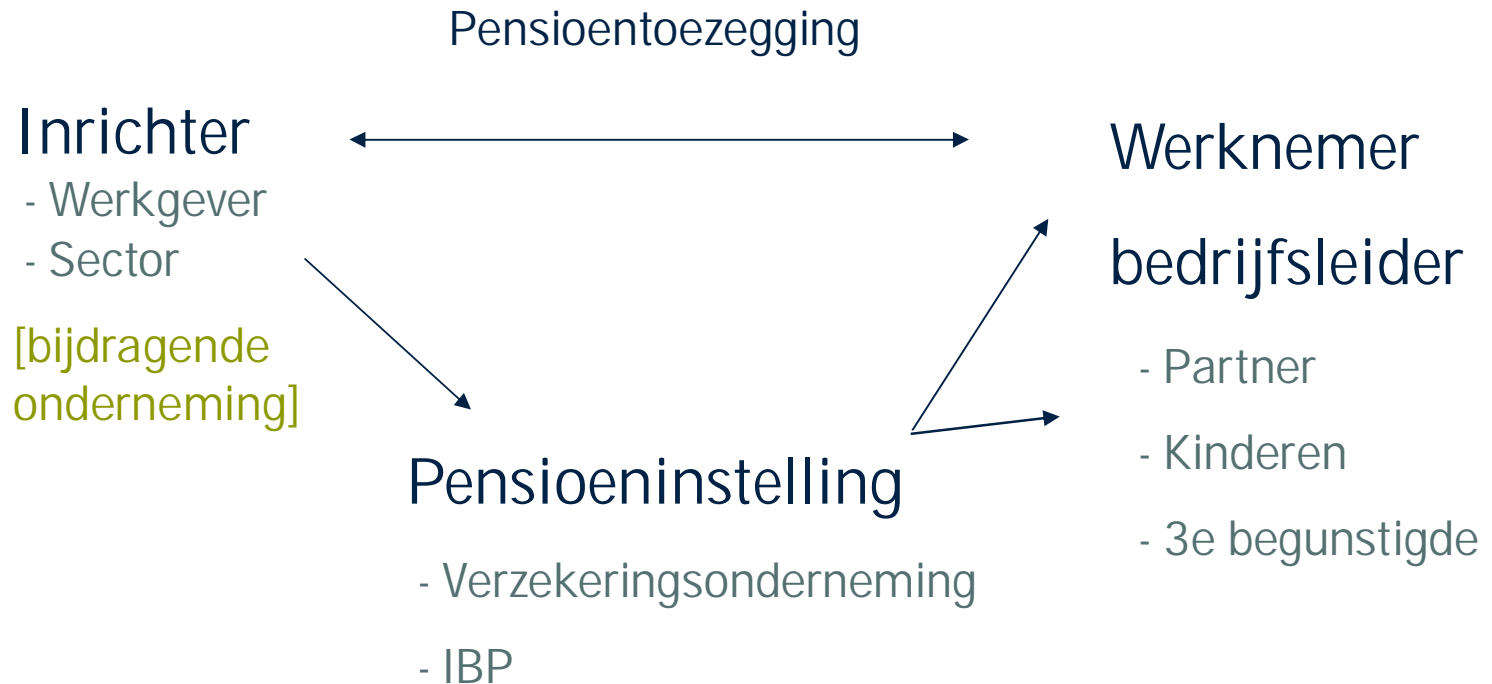 Pensioentoezegging
Inrichter
- Werkgever
- Sector
[bijdragende
onderneming]
Werknemer
bedrijfsleider
- Partner
- Kinderen
- 3e begunstigde
Pensioeninstelling
- Verzekeringsonderneming
- IBP